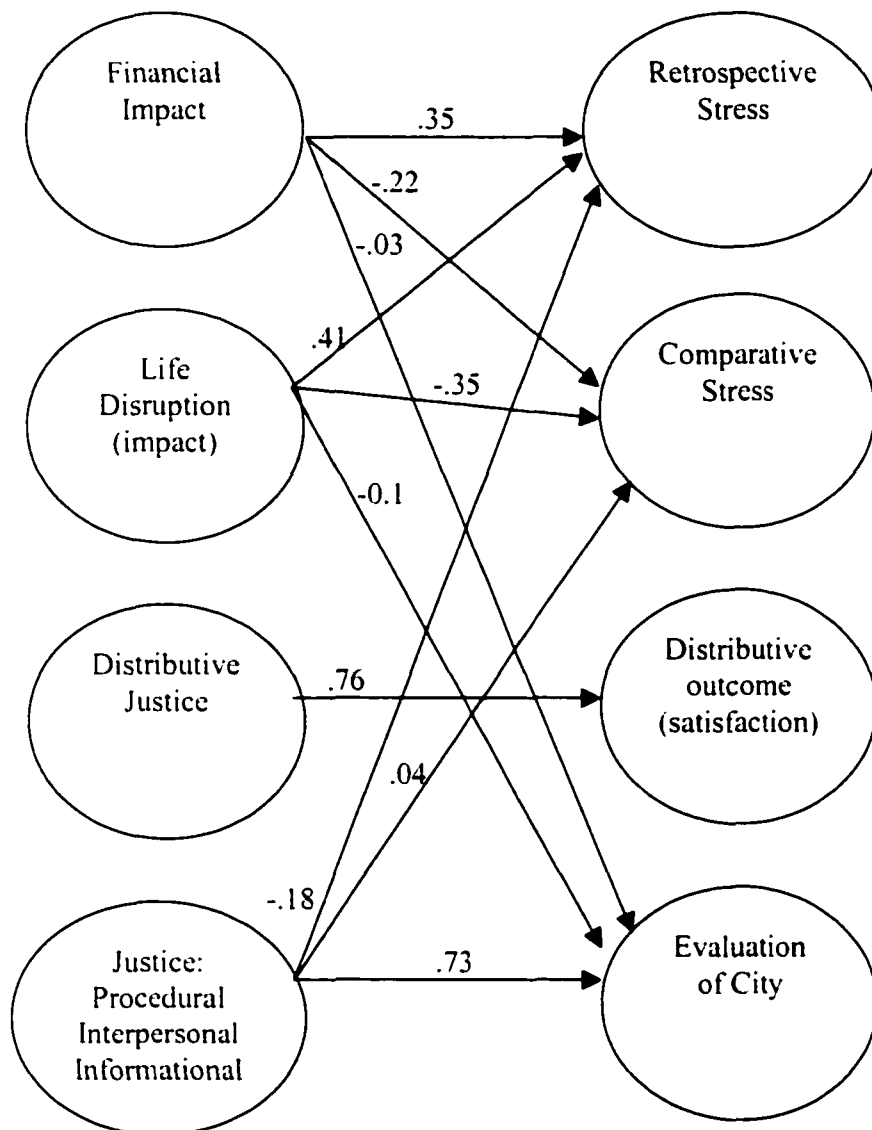 Financial
Impact
Retrospective
Stress
.35
-.22
-.03
.41
Life
Disruption
(impact)
Comparative
Stress
-.35
-0.1
Distributive
Justice
.76
Distributive
outcome
(satisfaction)
.04
-.18
Justice:
Procedural
Interpersonal
Informational
.73
Evaluation
of City